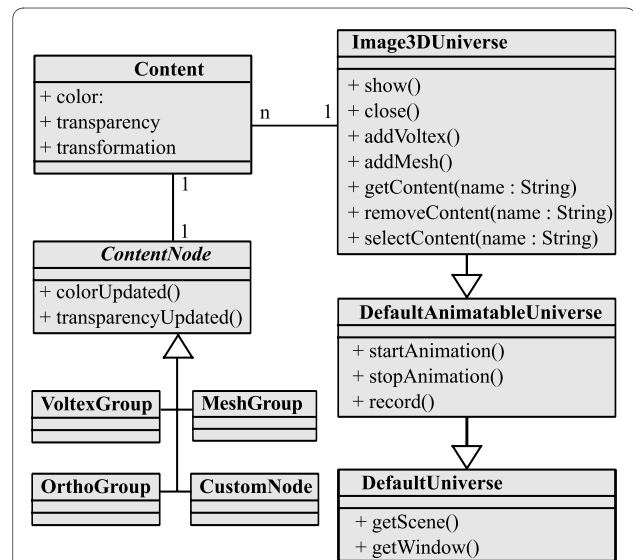 Content
+ color:
+ transparency
+ transformation
n
1
Image3DUniverse
+ show()
+ close()
+ addVoltex()
+ addMesh()
+ getContent(name : String)
+ removeContent(name : String)
+ selectContent(name : String)
1
1
ContentNode
+ colorUpdated()
+ transparencyUpdated()
DefaultAnimatableUniverse
+ startAnimation()
+ stopAnimation()
+ record()
VoltexGroup
MeshGroup
OrthoGroup
CustomNode
DefaultUniverse
+ getScene()
+ getWindow()